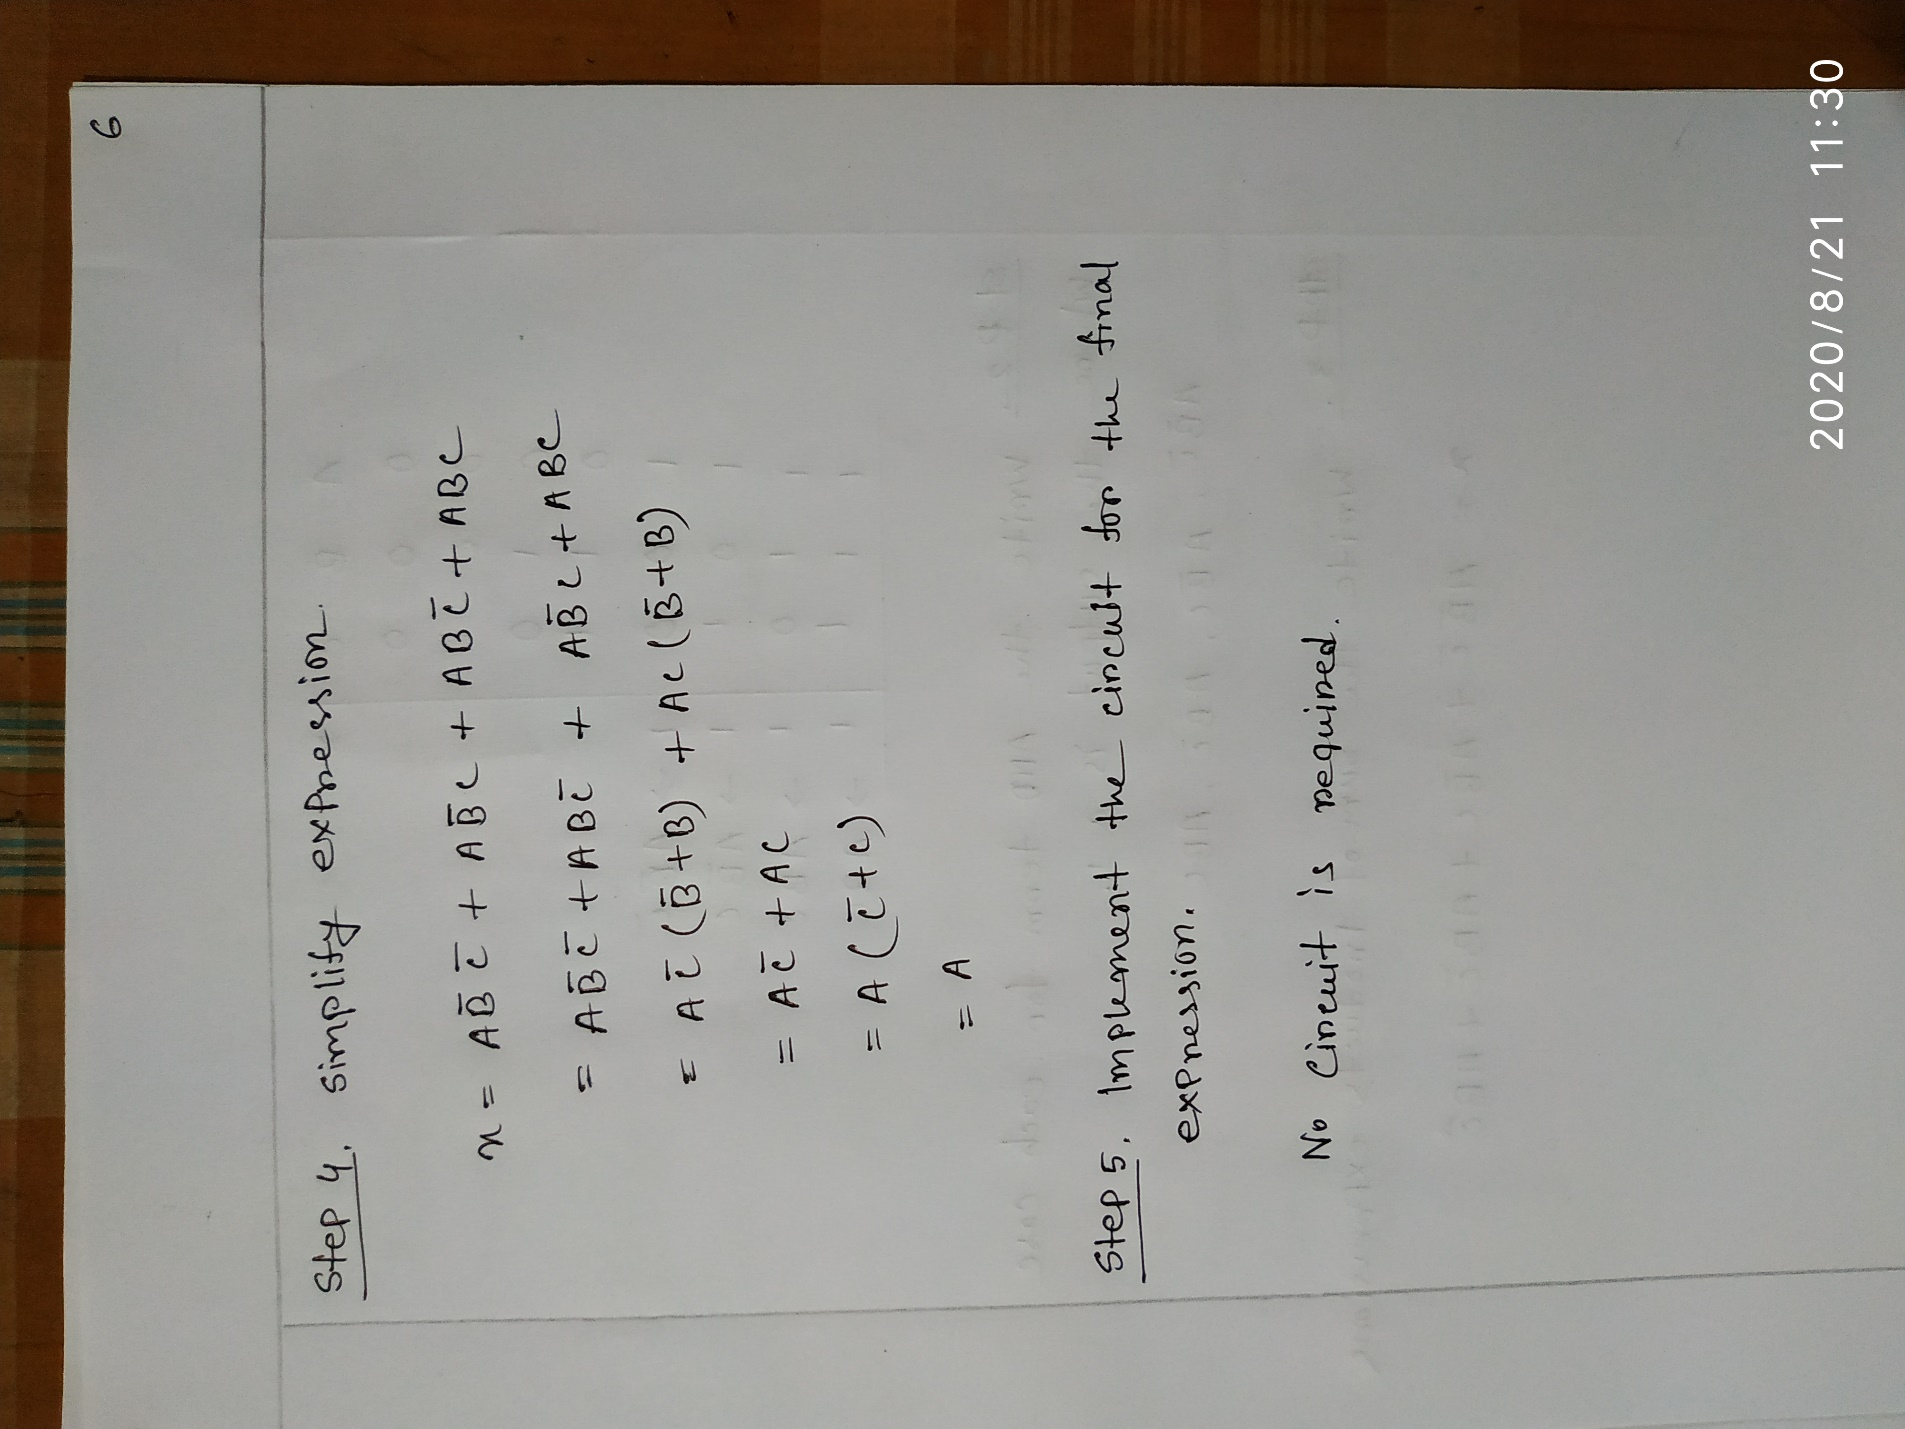 6
Step 4. Simplify expression.
x = AB̄C̄ + AB̄C + ABC̄ + ABC
= AB̄C̄ + ABC̄ + AB̄C + ABC
= AC̄(B̄+B) + AC(B̄+B)
= AC̄ + AC
= A(C̄+C)
= A
Step 5. Implement the circuit for the final
expression.
No Circuit is required.
2020/8/21 11:30